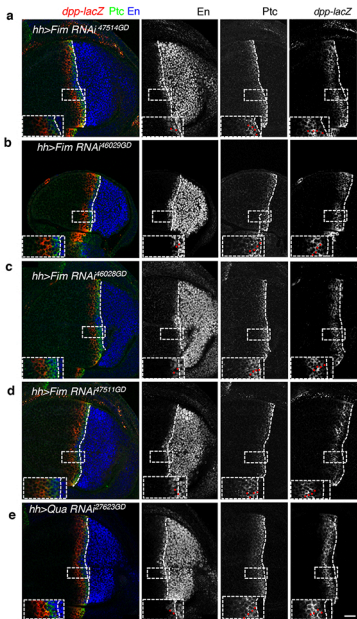 dpp-lacZ Ptc En En Ptc dpp-lacZ
a hh>Fim RNAi47514GD
b hh>Fim RNAi46029GD
c hh>Fim RNAi46028GD
d hh>Fim RNAi47511GD
e hh>Qua RNAi27623GD